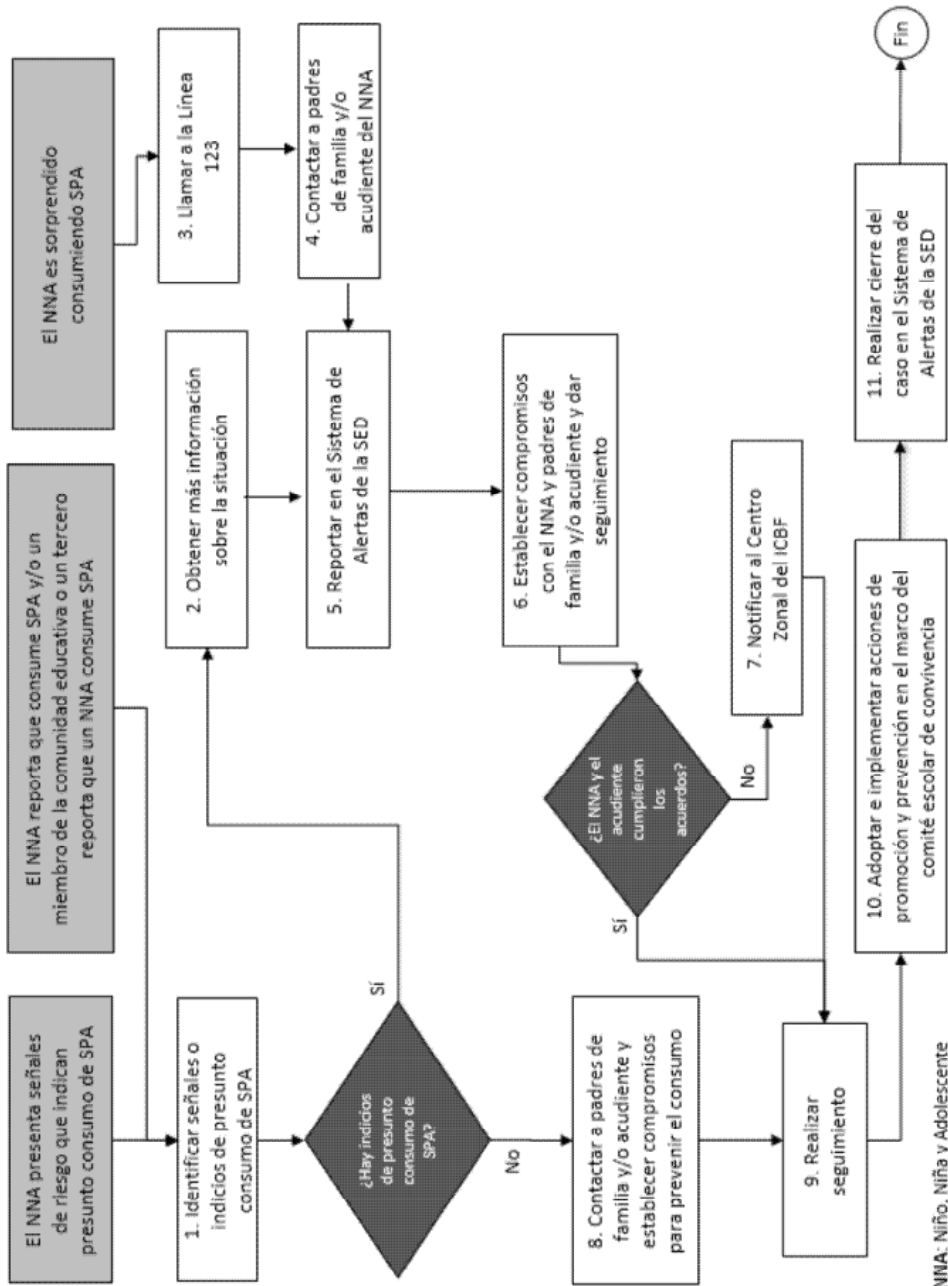 El NNA presenta señales
de riesgo que indican
presunto consumo de SPA
El NNA reporta que consume SPA y/o un
miembro de la comunidad educativa o un tercero
reporta que un NNA consume SPA
El NNA es sorprendido
consumiendo SPA
1. Identificar señales o
indicios de presunto
consumo de SPA
2. Obtener más información
sobre la situación
3. Llamar a la Línea
123
¿Hay indicios
de presunto
consumo de
SPA?
Sí
No
5. Reportar en el Sistema de
Alertas de la SED
4. Contactar a padres
de familia y/o
acudiente del NNA
6. Establecer compromisos
con el NNA y padres de
familia y/o acudiente y dar
seguimiento
8. Contactar a padres de
familia y/o acudiente y
establecer compromisos
para prevenir el consumo
¿El NNA y el
acudiente
cumplieron
los
acuerdos?
Sí
No
7. Notificar al Centro
Zonal del ICBF
9. Realizar
seguimiento
10. Adoptar e implementar acciones de
promoción y prevención en el marco del
comité escolar de convivencia
11. Realizar cierre del
caso en el Sistema de
Alertas de la SED
Fin
NNA: Niño, Niña y Adolescente